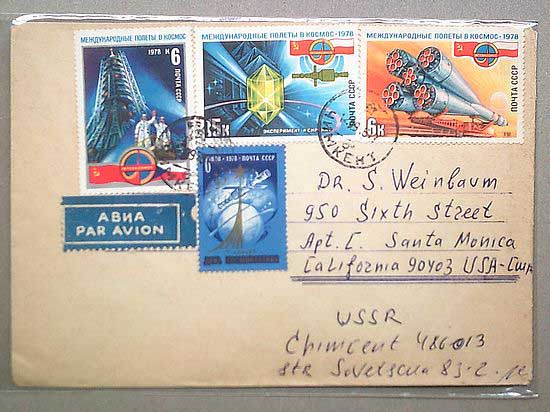 МЕЖДУНАРОДНЫЕ ПОЛЕТЫ В КОСМОС
1978 6 К
ПОЧТА СССР
МЕЖДУНАРОДНЫЕ ПОЛЕТЫ В КОСМОС • 1978
ПОЧТА СССР
15К
ЭКСПЕРИМЕНТ
МЕЖДУНАРОДНЫЕ ПОЛЕТЫ В КОСМОС • 1978
ПОЧТА СССР
6К
ЧИМКЕНТ
6 1978 • ПОЧТА СССР
АВИА
PAR AVION
DR. S. Weinbaum
950 Sixth Street
Apt. C. Santa Monica
California 90403 USA-США
USSR
Chimcent 486013
str 83-2